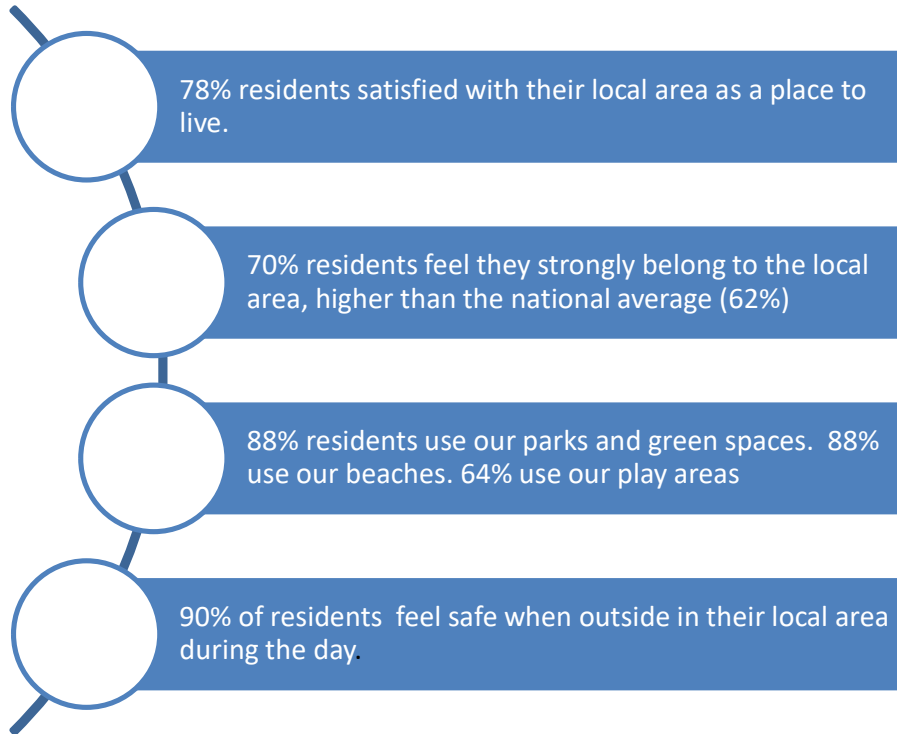 78% residents satisfied with their local area as a place to
live.
70% residents feel they strongly belong to the local
area, higher than the national average (62%)
88% residents use our parks and green spaces.  88%
use our beaches. 64% use our play areas
90% of residents  feel safe when outside in their local area
during the day.